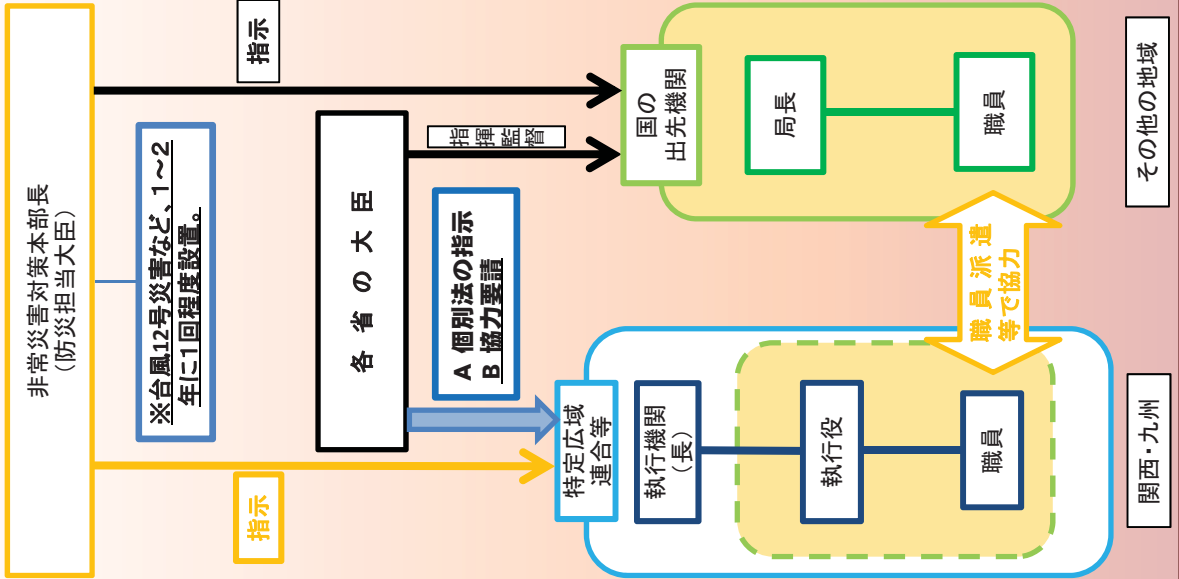 非常災害対策本部長
（防災担当大臣）
※台風12号災害など、1～2
年に1回程度設置。
指示
指示
各省の大臣
指揮
監督
A 個別法の指示
B 協力要請
特定広域
連合等
執行機関
（長）
執行役
職員
関西・九州
国の
出先機関
局長
職員
その他の地域
職員派遣
等で協力